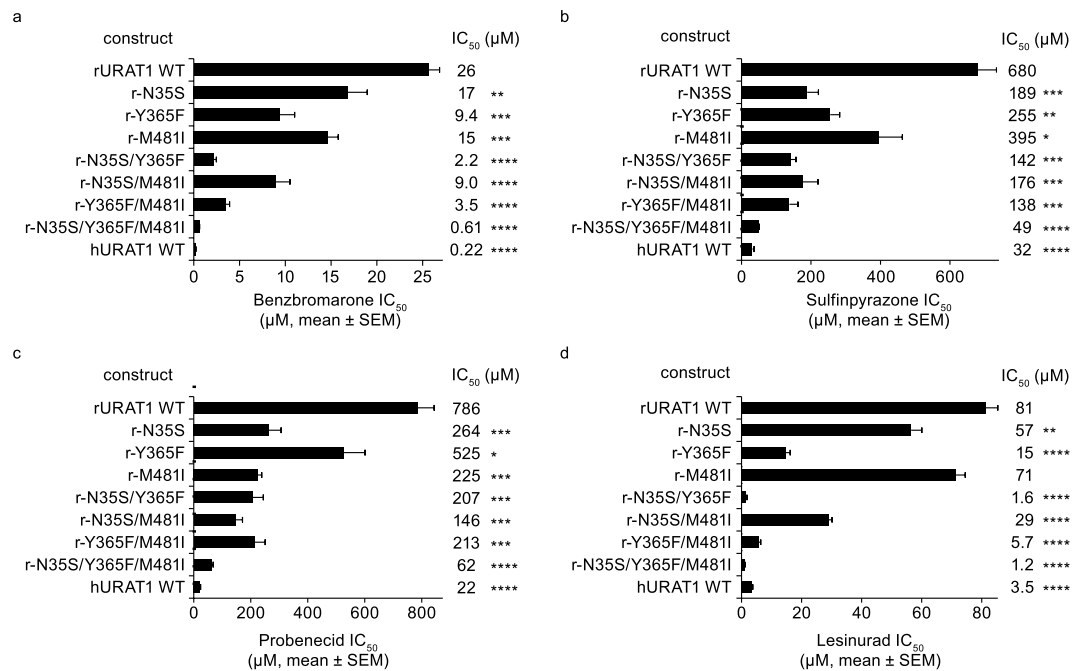 a
construct IC50 (µM)
rURAT1 WT 26
r-N35S 17 **
r-Y365F 9.4 ***
r-M481I 15 ***
r-N35S/Y365F 2.2 ****
r-N35S/M481I 9.0 ****
r-Y365F/M481I 3.5 ****
r-N35S/Y365F/M481I 0.61 ****
hURAT1 WT 0.22 ****
0 5 10 15 20 25
Benzbromarone IC50
(µM, mean ± SEM)
b
construct IC50 (µM)
rURAT1 WT 680
r-N35S 189 ***
r-Y365F 255 **
r-M481I 395 *
r-N35S/Y365F 142 ***
r-N35S/M481I 176 ***
r-Y365F/M481I 138 ***
r-N35S/Y365F/M481I 49 ****
hURAT1 WT 32 ****
0 200 400 600
Sulfinpyrazone IC50
(µM, mean ± SEM)
c
construct IC50 (µM)
rURAT1 WT 786
r-N35S 264 ***
r-Y365F 525 *
r-M481I 225 ***
r-N35S/Y365F 207 ***
r-N35S/M481I 146 ***
r-Y365F/M481I 213 ***
r-N35S/Y365F/M481I 62 ****
hURAT1 WT 22 ****
0 200 400 600 800
Probenecid IC50
(µM, mean ± SEM)
d
construct IC50 (µM)
rURAT1 WT 81
r-N35S 57 **
r-Y365F 15 ****
r-M481I 71
r-N35S/Y365F 1.6 ****
r-N35S/M481I 29 ****
r-Y365F/M481I 5.7 ****
r-N35S/Y365F/M481I 1.2 ****
hURAT1 WT 3.5 ****
0 20 40 60 80
Lesinurad IC50
(µM, mean ± SEM)